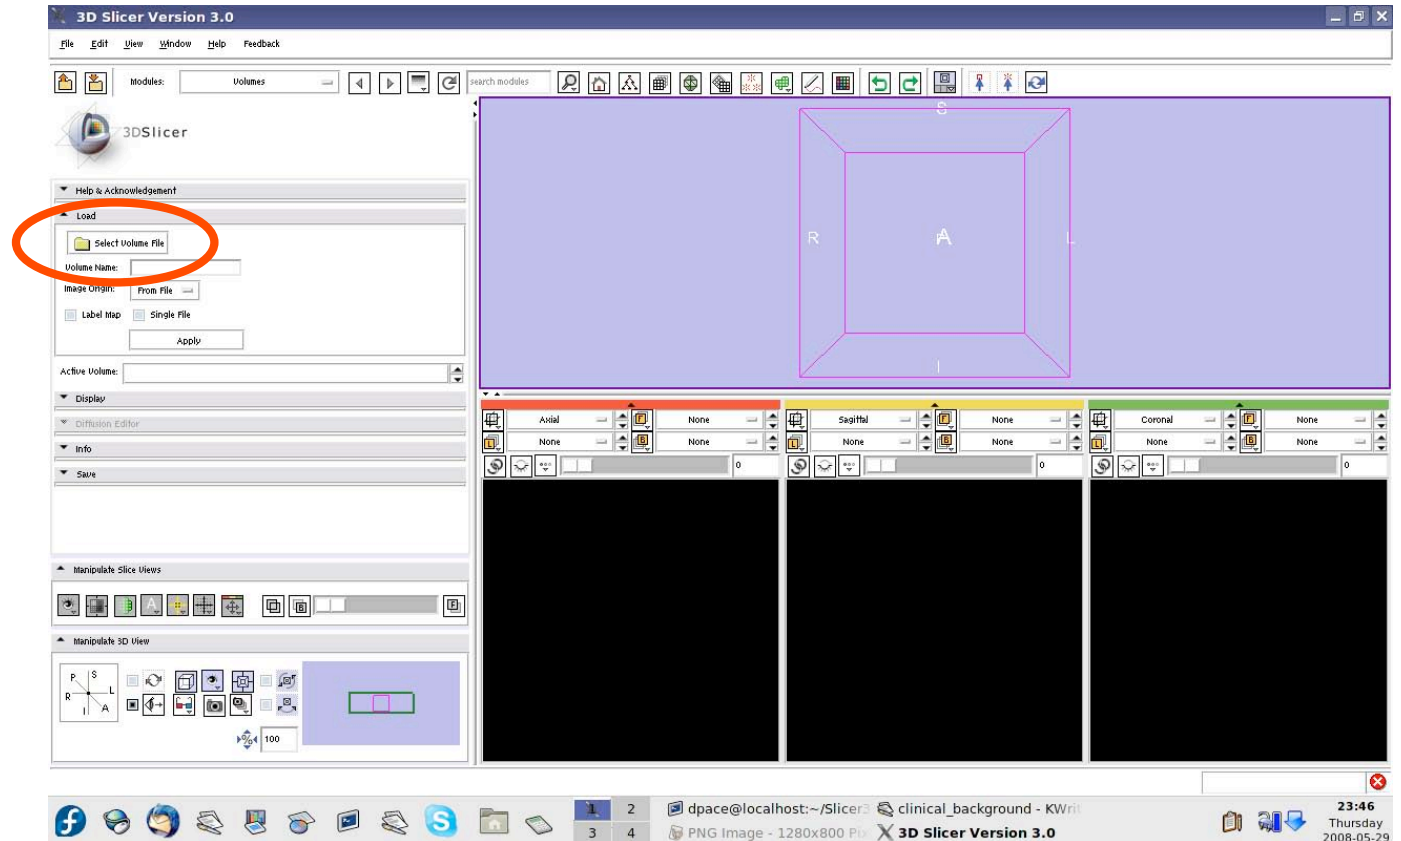 3D Slicer Version 3.0
File Edit View Window Help Feedback
Modules: Volumes search modules
3DSlicer
Help & Acknowledgement
Load
Select Volume File
Volume Name:
Image Origin: From File
Label Map Single File
Apply
Active Volume:
Display
Diffusion Editor
Info
Save
Manipulate Slice Views
A
B F
Manipulate 3D View
P S
R L
I A
100
S
R A L
I
Axial F None Sagittal F None Coronal F None
L None B None L None B None L None B None
0 0 0
1 2 dpace@localhost:~/Slicer3 clinical_background - KWrit
3 4 PNG Image - 1280x800 Pix 3D Slicer Version 3.0
23:46
Thursday
2008-05-29